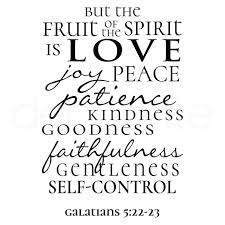 BUT THE
FRUIT OF THE SPIRIT
IS LOVE
joy PEACE
patience
KINDNESS
GOODNESS
faithfulness
GENTLENESS
SELF-CONTROL
Galatians 5:22-23